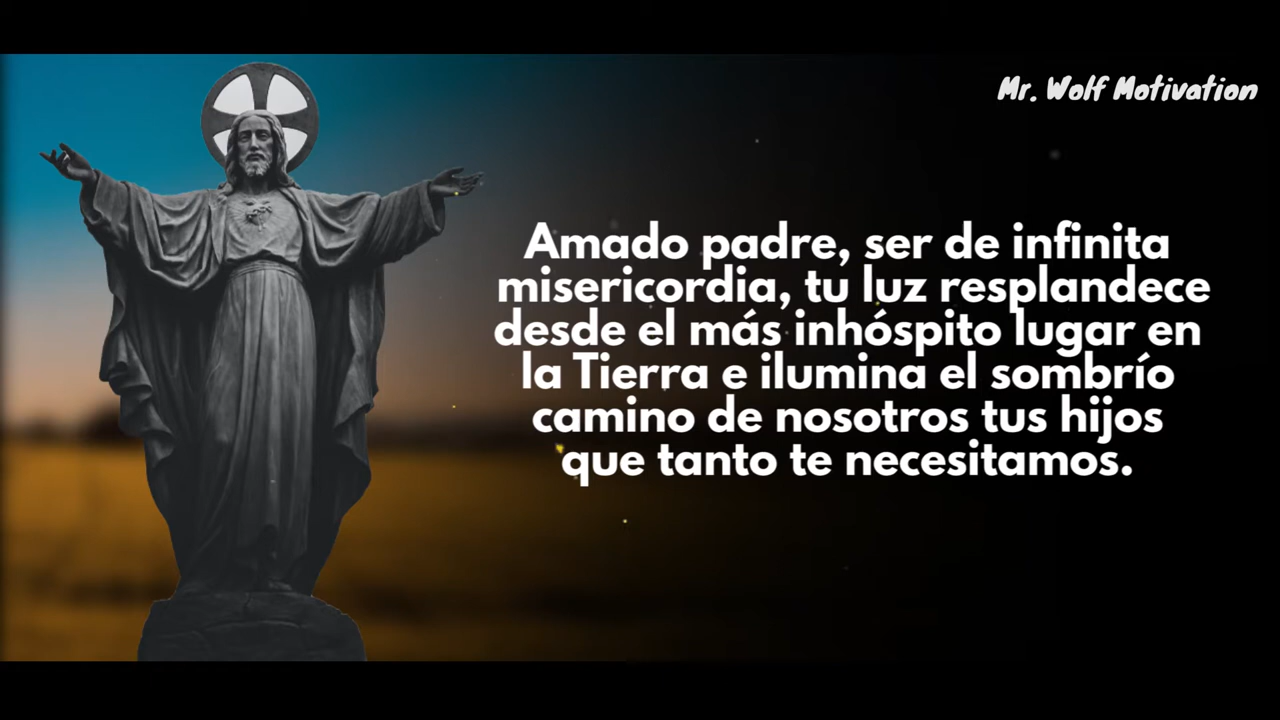 Mr. Wolf Motivation
Amado padre, ser de infinita
misericordia, tu luz resplandece
desde el más inhóspito lugar en
la Tierra e ilumina el sombrío
camino de nosotros tus hijos
que tanto te necesitamos.